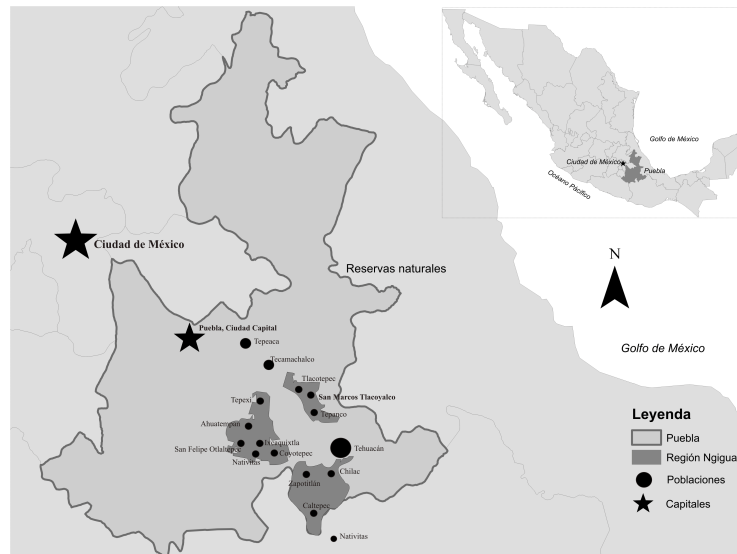 Golfo de México
Ciudad de México
Puebla
Océano Pacífico
Ciudad de México
Reservas naturales
N
Puebla, Ciudad Capital
Tepeaca
Golfo de México
Tecamachalco
Tlacotepec
San Marcos Tlacoyalco
Tepexi
Tepanco
Leyenda
Ahuatempan
Puebla
San Felipe Otlaltepec
Ixcaquixtla
Tehuacán
Nativitas
Coyotepec
Región Ngigua
Zapotitlán
Chilac
Poblaciones
Caltepec
Capitales
Nativitas